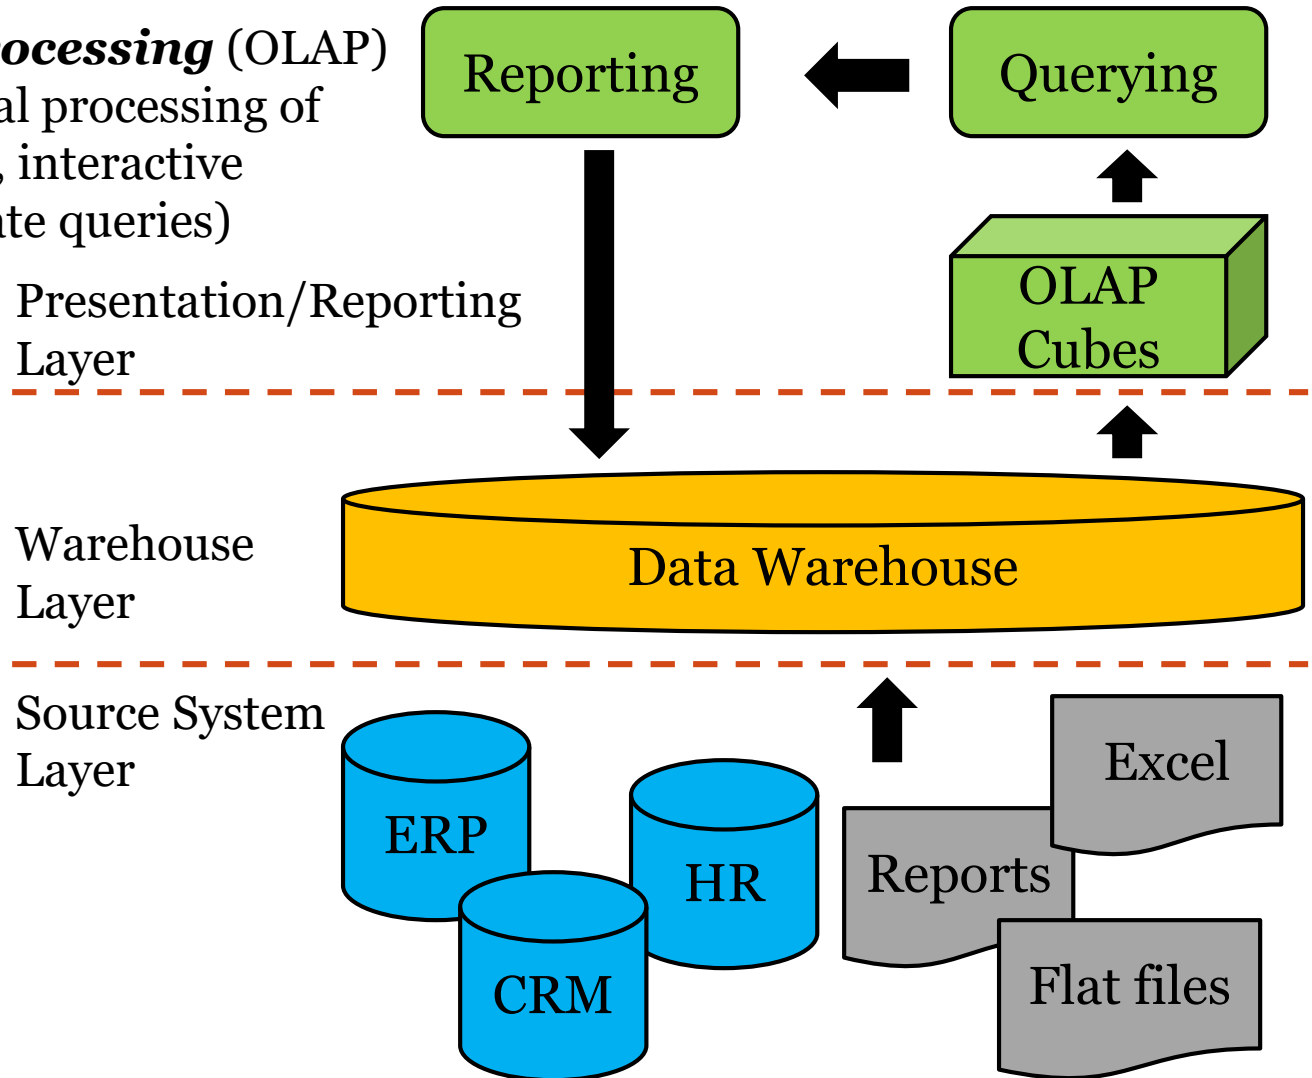 ocessing (OLAP)
al processing of
, interactive
ate queries)
Reporting
Querying
OLAP
Cubes
Presentation/Reporting
Layer
Warehouse
Layer
Data Warehouse
Source System
Layer
ERP
CRM
HR
Reports
Excel
Flat files